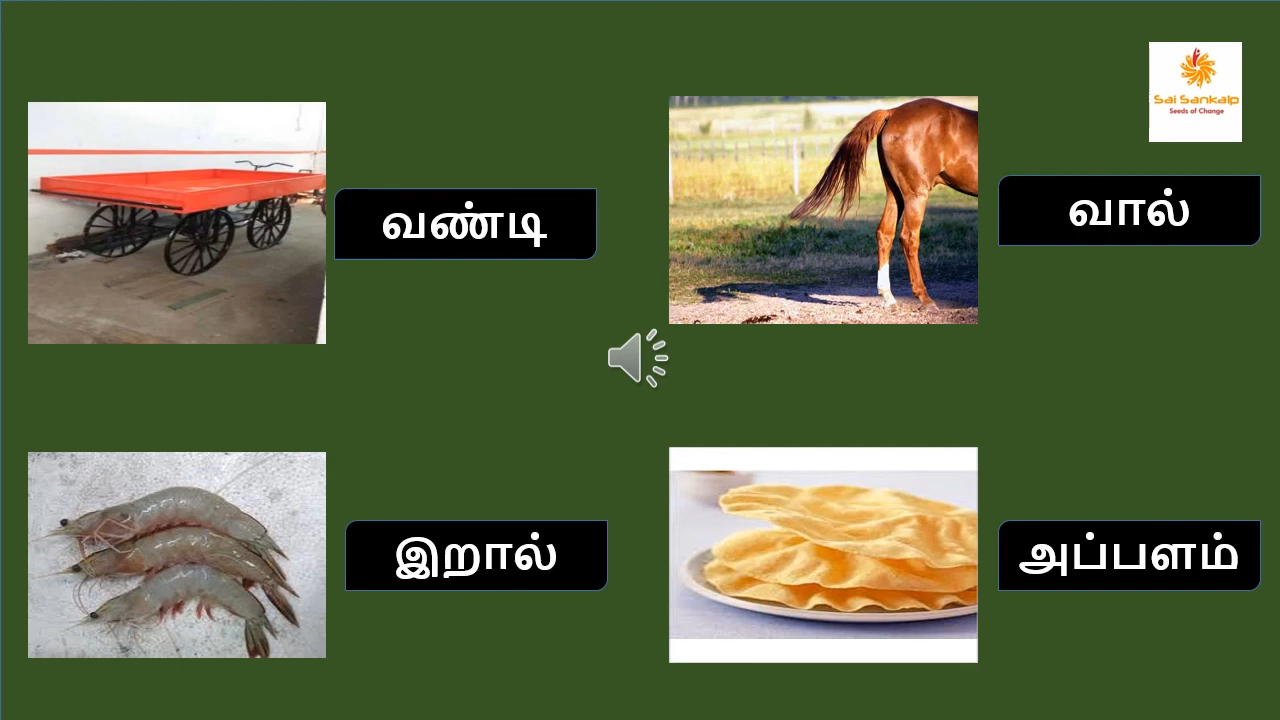 Sai Sankalp
Seeds of Change
வண்டி
வால்
இறால்
அப்பளம்